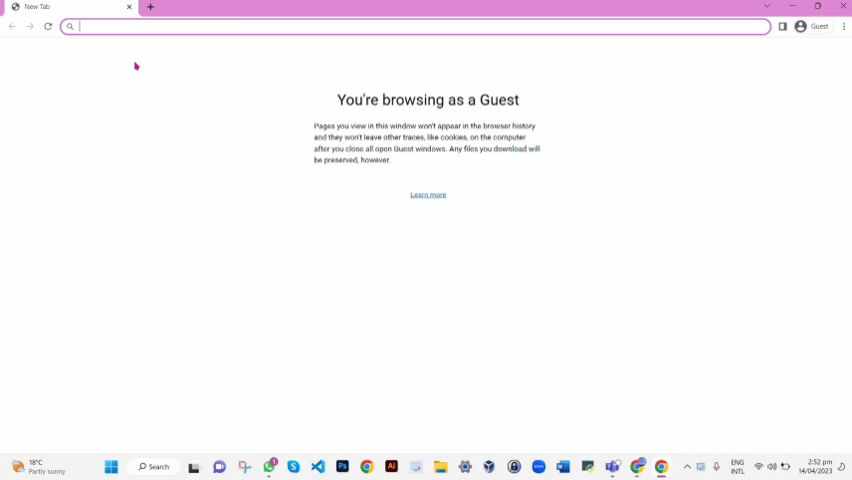 New Tab
Guest
You're browsing as a Guest
Pages you view in this window won't appear in the browser history
and they won't leave other traces, like cookies, on the computer
after you close all open Guest windows. Any files you download will
be preserved, however.
Learn more
18°C
Partly sunny
Search
1
Ps
Ai
ENG
INTL
2:52 pm
14/04/2023